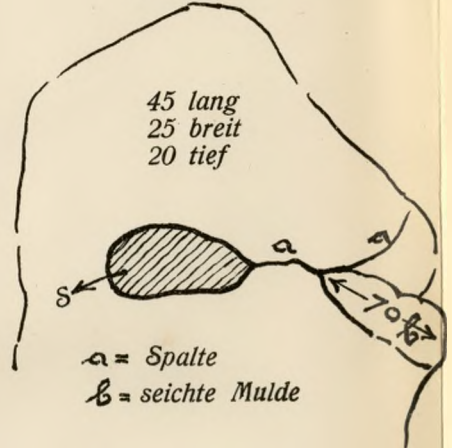 45 lang
25 breit
20 tief
a
a
S
70
b
a = Spalte
b = seichte Mulde